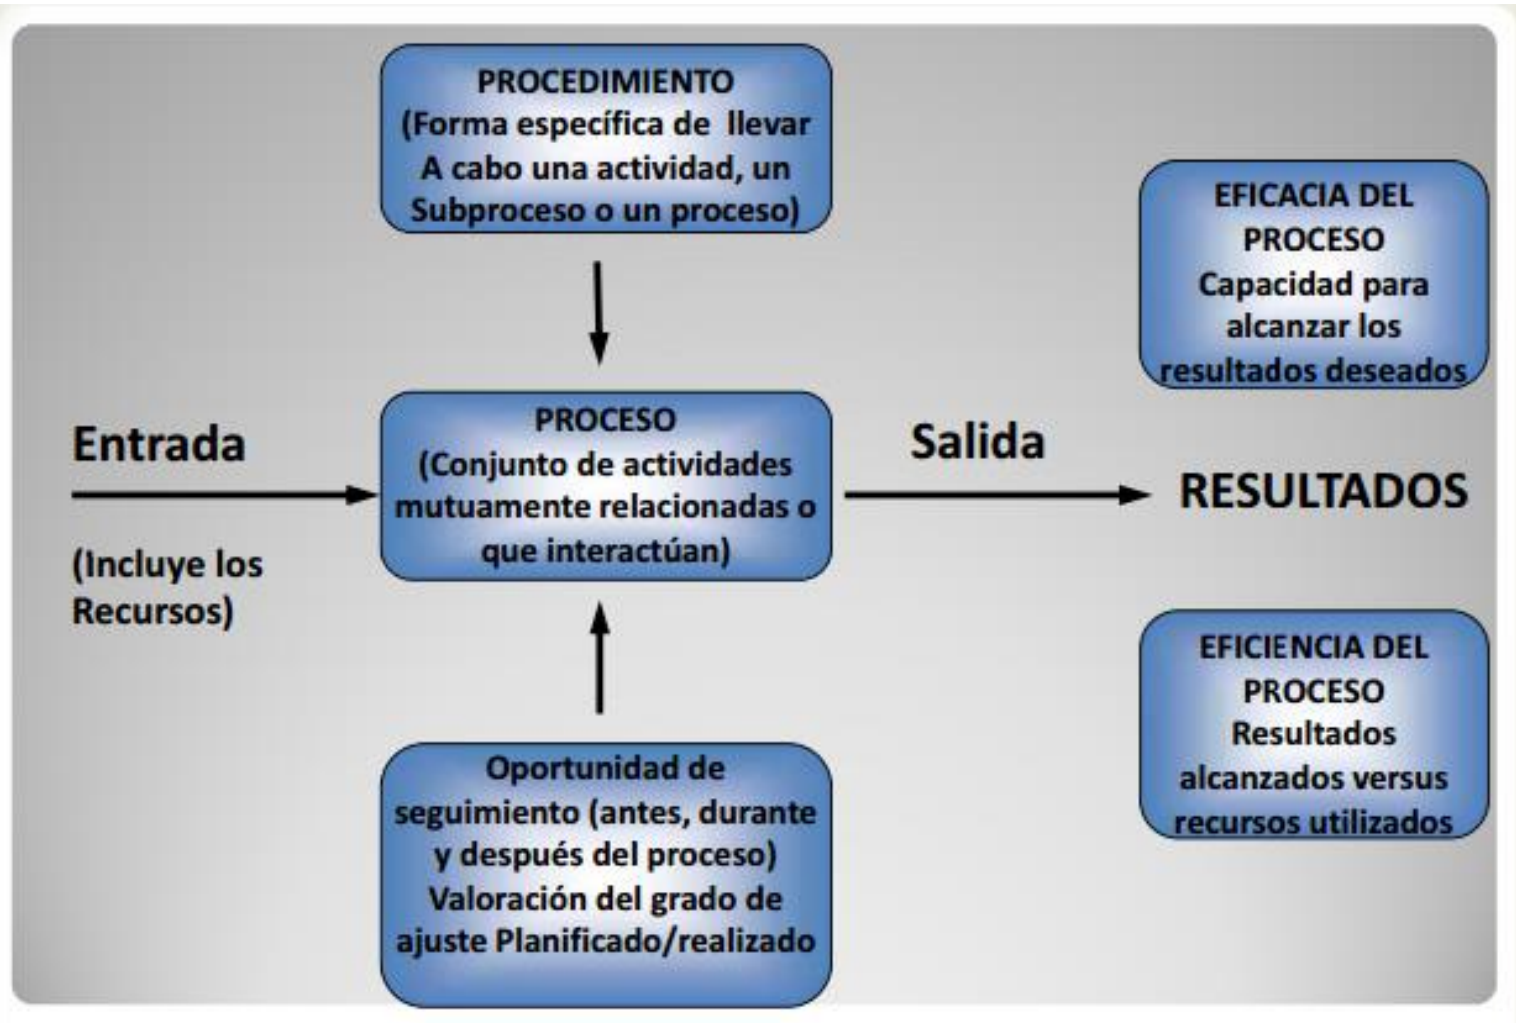 PROCEDIMIENTO
(Forma específica de llevar
A cabo una actividad, un
Subproceso o un proceso)
EFICACIA DEL
PROCESO
Capacidad para
alcanzar los
resultados deseados
Entrada
(Incluye los
Recursos)
PROCESO
(Conjunto de actividades
mutuamente relacionadas o
que interactúan)
Salida
RESULTADOS
EFICIENCIA DEL
PROCESO
Resultados
alcanzados versus
recursos utilizados
Oportunidad de
seguimiento (antes, durante
y después del proceso)
Valoración del grado de
ajuste Planificado/realizado